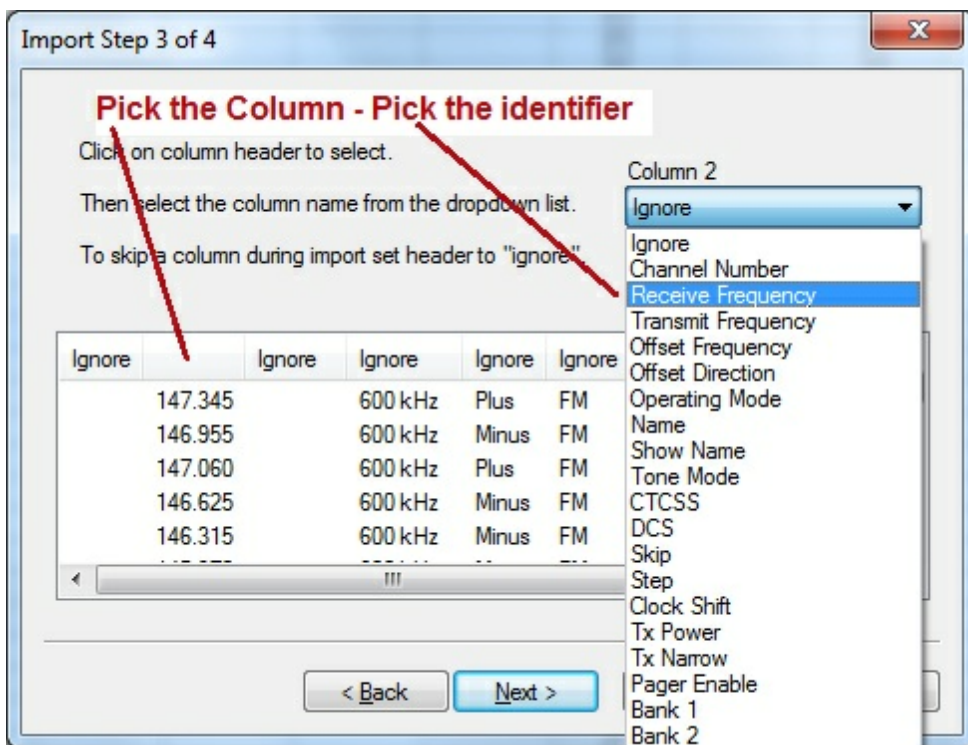 Import Step 3 of 4
X
Pick the Column - Pick the identifier
Click on column header to select.
Then select the column name from the dropdown list.
To skip a column during import set header to "ignore".
Column 2
Ignore
Ignore
Channel Number
Receive Frequency
Transmit Frequency
Offset Frequency
Offset Direction
Operating Mode
Name
Show Name
Tone Mode
CTCSS
DCS
Skip
Step
Clock Shift
Tx Power
Tx Narrow
Pager Enable
Bank 1
Bank 2
Ignore Ignore Ignore Ignore Ignore
147.345 600 kHz Plus FM
146.955 600 kHz Minus FM
147.060 600 kHz Plus FM
146.625 600 kHz Minus FM
146.315 600 kHz Minus FM
< Back Next >